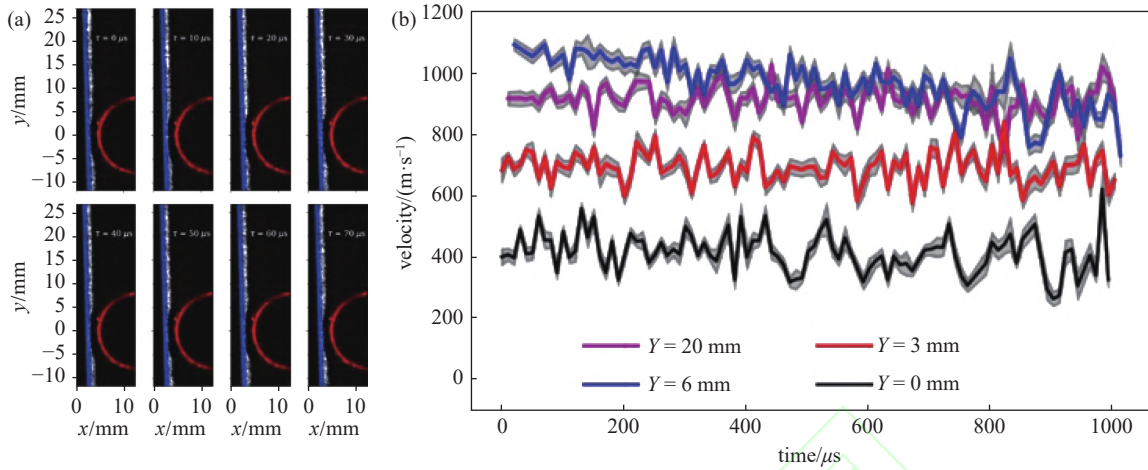 (a)
τ = 0 μs
τ = 10 μs
τ = 20 μs
τ = 30 μs
25
20
15
10
5
0
−5
−10
y/mm
τ = 40 μs
τ = 50 μs
τ = 60 μs
τ = 70 μs
25
20
15
10
5
0
−5
−10
y/mm
0 10 0 10 0 10 0 10
x/mm x/mm x/mm x/mm
(b)
1200
1000
800
600
400
200
0
velocity/(m·s⁻¹)
Y = 20 mm
Y = 3 mm
Y = 6 mm
Y = 0 mm
0 200 400 600 800 1000
time/μs